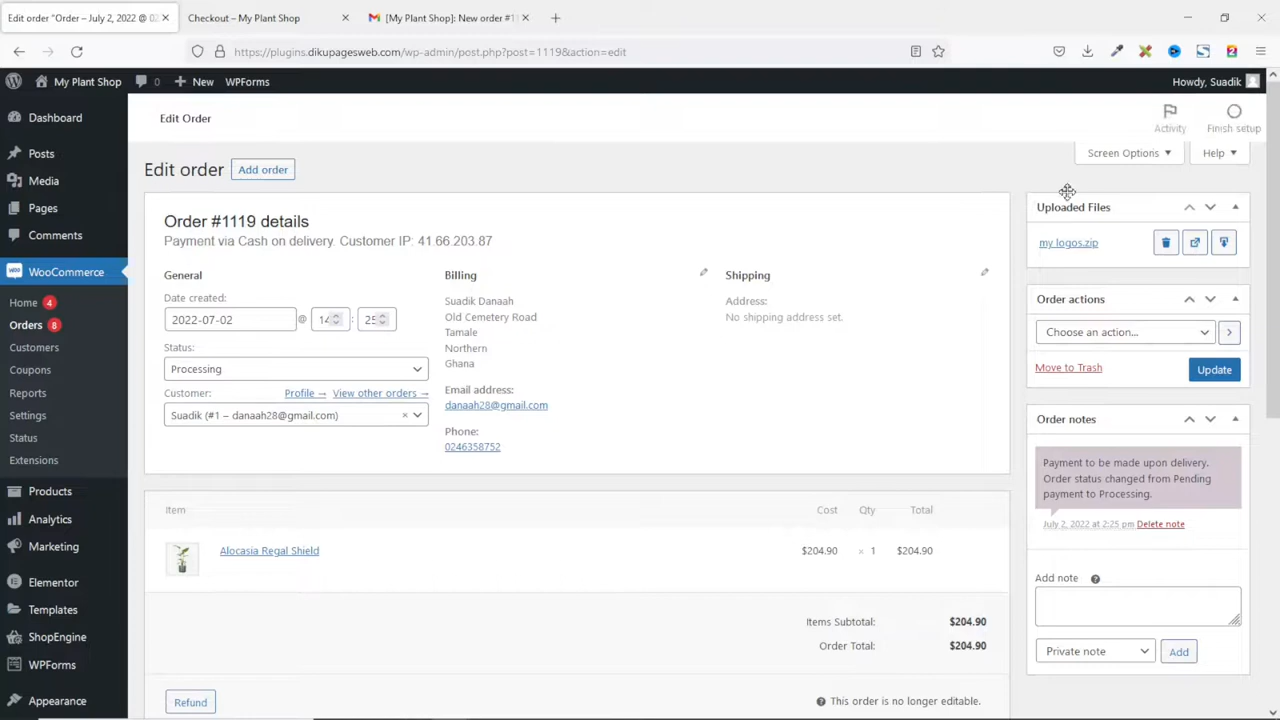 Edit order "Order – July 2, 2022 @ 02
Checkout – My Plant Shop
[My Plant Shop]: New order #1
https://plugins.dikupagesweb.com/wp-admin/post.php?post=1119&action=edit
My Plant Shop
0
New
WPForms
Howdy, Suadik
Dashboard
Posts
Media
Pages
Comments
WooCommerce
Home 4
Orders 8
Customers
Coupons
Reports
Settings
Status
Extensions
Products
Analytics
Marketing
Elementor
Templates
ShopEngine
WPForms
Appearance
Edit Order
Activity
Finish setup
Screen Options
Help
Edit order
Add order
Order #1119 details
Payment via Cash on delivery. Customer IP: 41 66.203.87
General
Date created:
2022-07-02 @ 14 : 25
Status:
Processing
Customer: Profile → View other orders →
Suadik (#1 – danaah28@gmail.com) ×
Billing
Suadik Danaah
Old Cemetery Road
Tamale
Northern
Ghana
Email address:
danaah28@gmail.com
Phone:
0246358752
Shipping
Address:
No shipping address set.
Item Cost Qty Total
Alocasia Regal Shield $204.90 × 1 $204.90
Items Subtotal: $204.90
Order Total: $204.90
Refund
This order is no longer editable.
Uploaded Files
my logos.zip
Order actions
Choose an action...
Move to Trash
Update
Order notes
Payment to be made upon delivery.
Order status changed from Pending
payment to Processing.
July 2, 2022 at 2:25 pm Delete note
Add note
Private note
Add